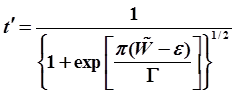 t′ = 1 / {1 + exp[π(W̃ − ε) / Γ]}^{1/2}